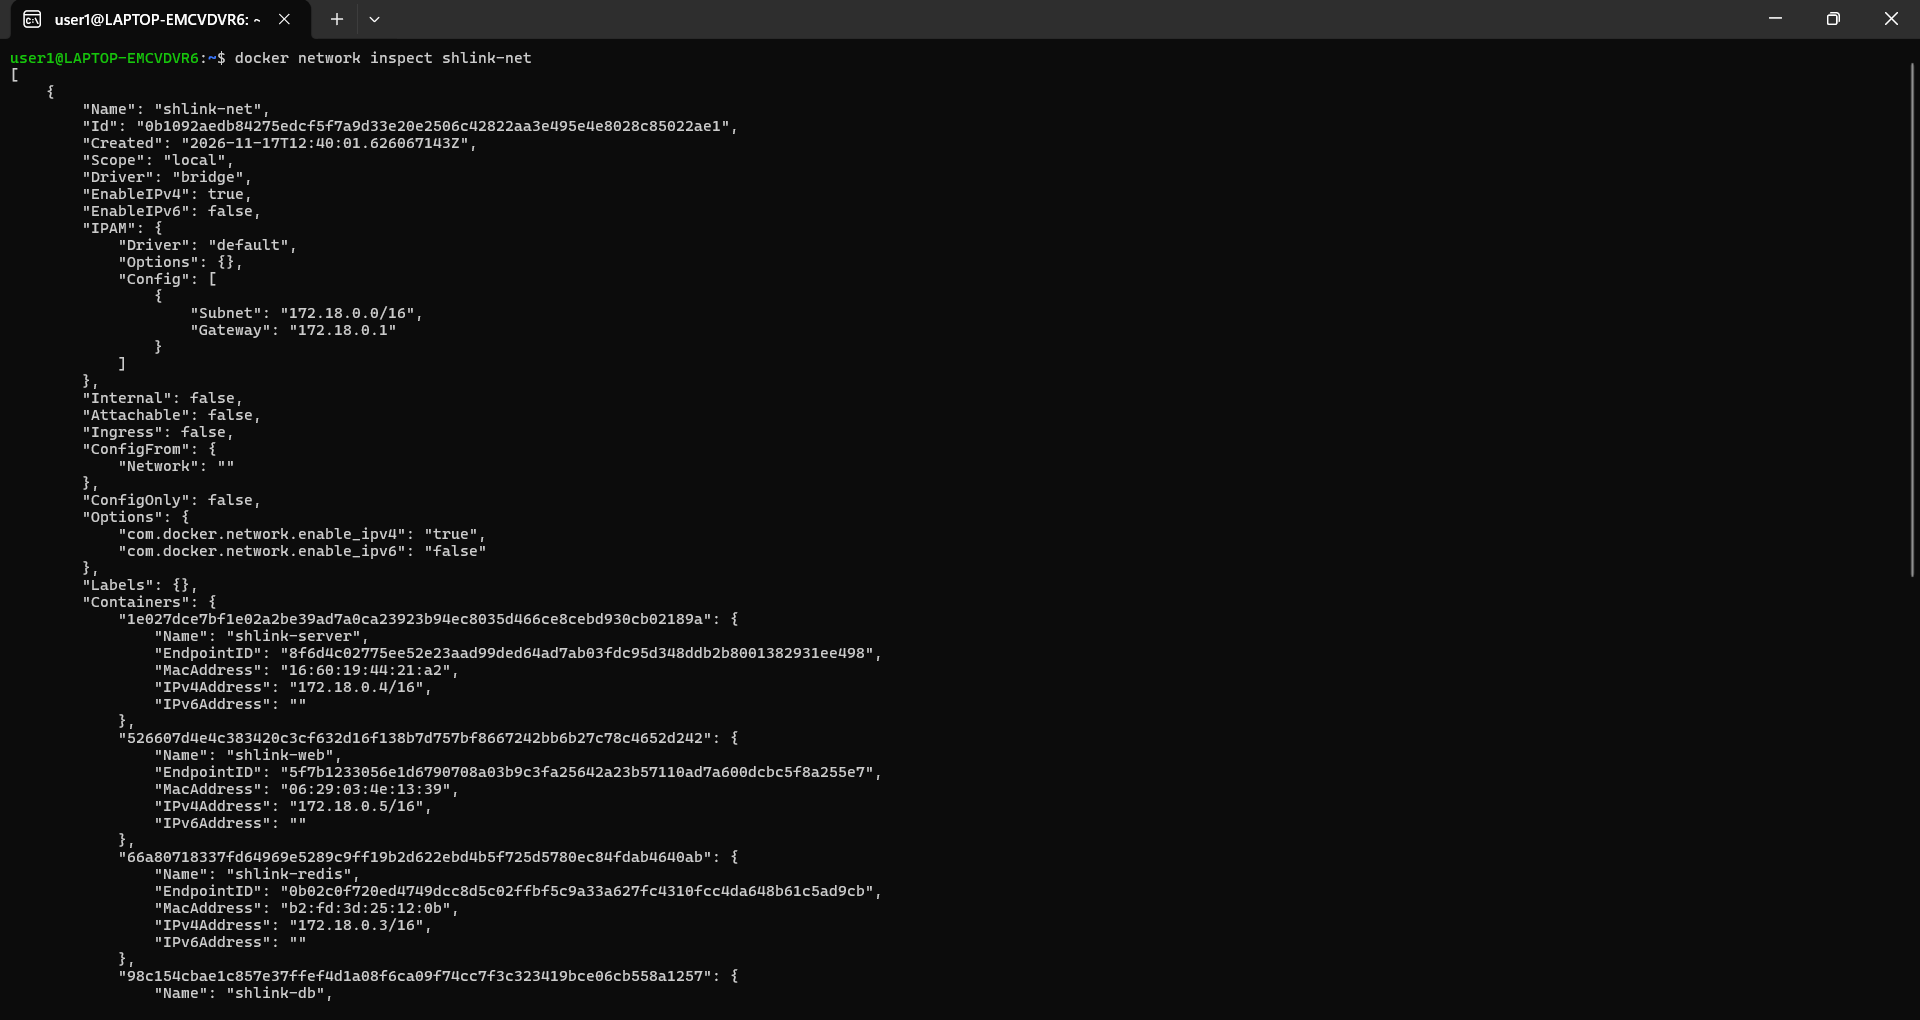 user1@LAPTOP-EMCVDVR6: ~
user1@LAPTOP-EMCVDVR6:~$ docker network inspect shlink-net
[
    {
        "Name": "shlink-net",
        "Id": "0b1092aedb84275edcf5f7a9d33e20e2506c42822aa3e495e4e8028c85022ae1",
        "Created": "2026-11-17T12:40:01.626067143Z",
        "Scope": "local",
        "Driver": "bridge",
        "EnableIPv4": true,
        "EnableIPv6": false,
        "IPAM": {
            "Driver": "default",
            "Options": {},
            "Config": [
                {
                    "Subnet": "172.18.0.0/16",
                    "Gateway": "172.18.0.1"
                }
            ]
        },
        "Internal": false,
        "Attachable": false,
        "Ingress": false,
        "ConfigFrom": {
            "Network": ""
        },
        "ConfigOnly": false,
        "Options": {
            "com.docker.network.enable_ipv4": "true",
            "com.docker.network.enable_ipv6": "false"
        },
        "Labels": {},
        "Containers": {
            "1e027dce7bf1e02a2be39ad7a0ca23923b94ec8035d466ce8cebd930cb02189a": {
                "Name": "shlink-server",
                "EndpointID": "8f6d4c02775ee52e23aad99ded64ad7ab03fdc95d348ddb2b8001382931ee498",
                "MacAddress": "16:60:19:44:21:a2",
                "IPv4Address": "172.18.0.4/16",
                "IPv6Address": ""
            },
            "526607d4e4c383420c3cf632d16f138b7d757bf8667242bb6b27c78c4652d242": {
                "Name": "shlink-web",
                "EndpointID": "5f7b1233056e1d6790708a03b9c3fa25642a23b57110ad7a600dcbc5f8a255e7",
                "MacAddress": "06:29:03:4e:13:39",
                "IPv4Address": "172.18.0.5/16",
                "IPv6Address": ""
            },
            "66a80718337fd64969e5289c9ff19b2d622ebd4b5f725d5780ec84fdab4640ab": {
                "Name": "shlink-redis",
                "EndpointID": "0b02c0f720ed4749dcc8d5c02ffbf5c9a33a627fc4310fcc4da648b61c5ad9cb",
                "MacAddress": "b2:fd:3d:25:12:0b",
                "IPv4Address": "172.18.0.3/16",
                "IPv6Address": ""
            },
            "98c154cbae1c857e37ffef4d1a08f6ca09f74cc7f3c323419bce06cb558a1257": {
                "Name": "shlink-db",